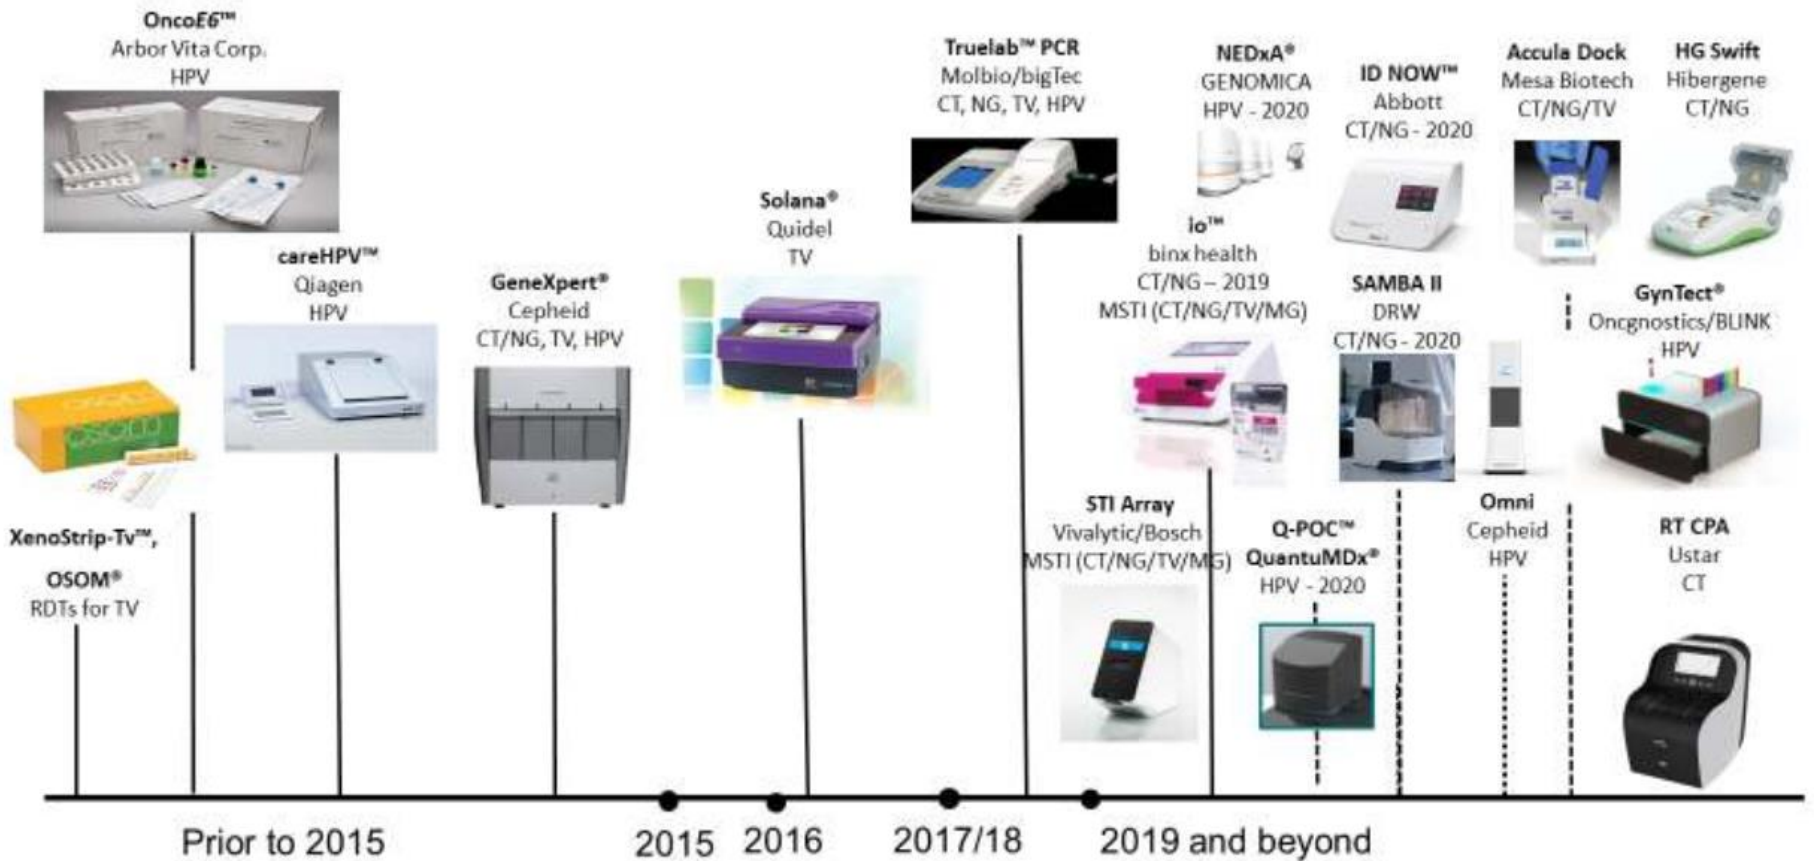 OncoE6™
Arbor Vita Corp.
HPV
careHPV™
Qiagen
HPV
OSOM
XenoStrip-Tv™,
OSOM®
RDTs for TV
GeneXpert®
Cepheid
CT/NG, TV, HPV
Solana®
Quidel
TV
Truelab™ PCR
Molbio/bigTec
CT, NG, TV, HPV
NEDxA®
GENOMICA
HPV - 2020
ID NOW™
Abbott
CT/NG - 2020
Accula Dock
Mesa Biotech
CT/NG/TV
HG Swift
Hibergene
CT/NG
io™
binx health
CT/NG – 2019
MSTI (CT/NG/TV/MG)
SAMBA II
DRW
CT/NG - 2020
GynTect®
Oncgnostics/BLINK
HPV
STI Array
Vivalytic/Bosch
MSTI (CT/NG/TV/MG)
Q-POC™
QuantuMDx®
HPV - 2020
Omni
Cepheid
HPV
RT CPA
Ustar
CT
Prior to 2015
2015
2016
2017/18
2019 and beyond